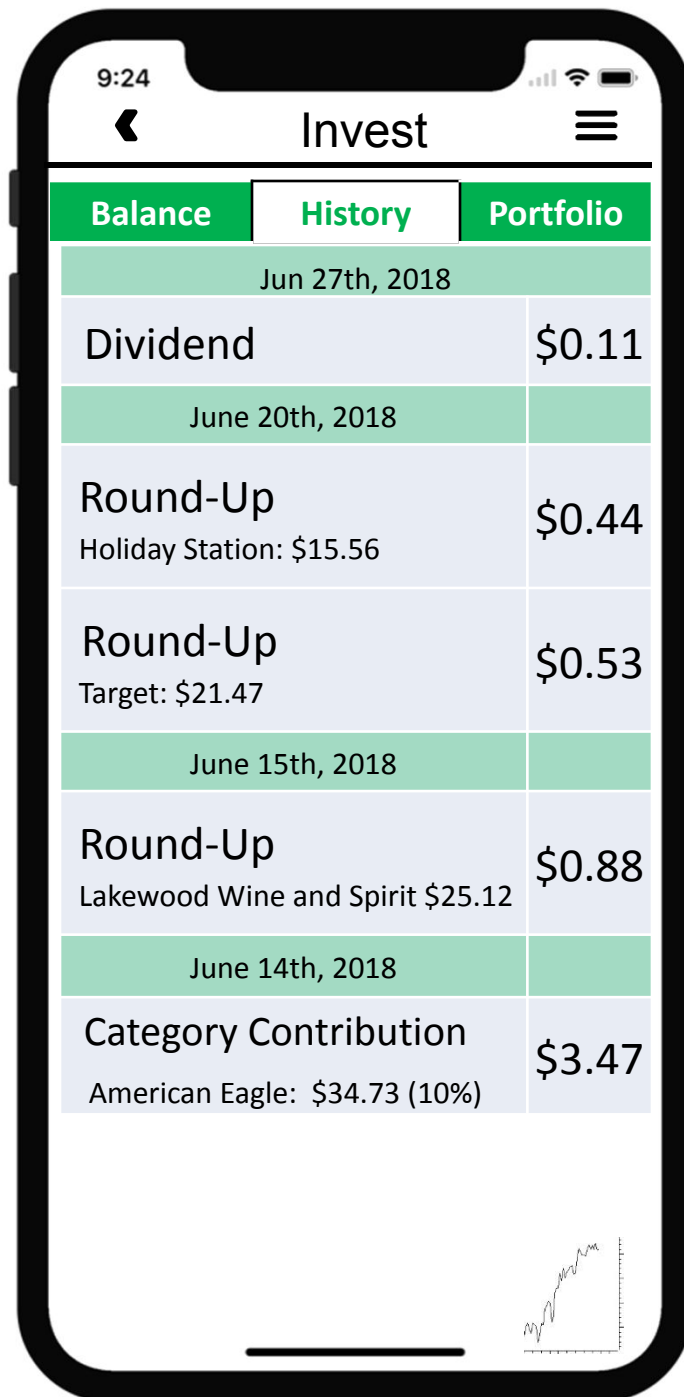 9:24
Invest
Balance History Portfolio
Jun 27th, 2018
Dividend $0.11
June 20th, 2018
Round-Up
$0.44
Holiday Station: $15.56
Round-Up
$0.53
Target: $21.47
June 15th, 2018
Round-Up
$0.88
Lakewood Wine and Spirit $25.12
June 14th, 2018
Category Contribution
$3.47
American Eagle: $34.73 (10%)